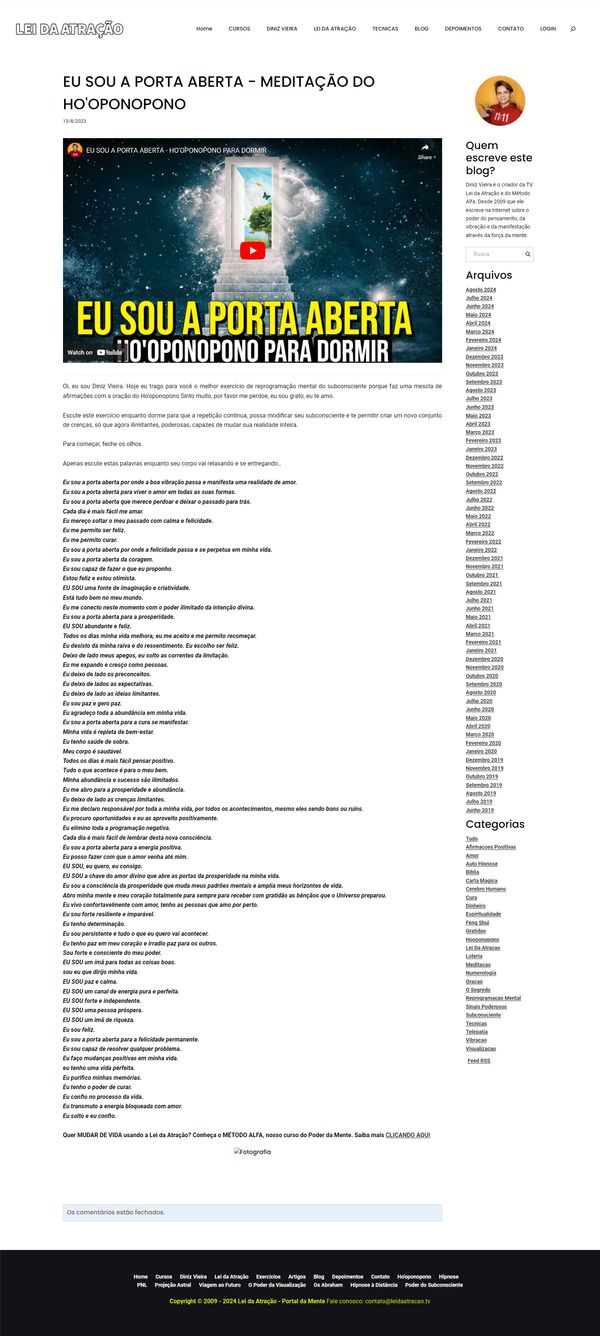 LEI DA ATRAÇÃO
Home CURSOS DINIZ VIEIRA LEI DA ATRAÇÃO TECNICAS BLOG DEPOIMENTOS CONTATO LOGIN
EU SOU A PORTA ABERTA - MEDITAÇÃO DO
HO'OPONOPONO
13/8/2023
EU SOU A PORTA ABERTA - HO'OPONOPONO PARA DORMIR
Share
EU SOU A PORTA ABERTA
HO'OPONOPONO PARA DORMIR
Watch on YouTube
Oi, eu sou Diniz Vieira. Hoje eu trago para você o melhor exercício de reprogramação mental do subconsciente porque faz uma mescla de
afirmações com a oração do Ho'oponopono Sinto muito, por favor me perdoe, eu sou grato, eu te amo.
Escute este exercício enquanto dorme para que a repetição contínua, possa modificar seu subconsciente e te permitir criar um novo conjunto
de crenças, só que agora ilimitantes, poderosas, capazes de mudar sua realidade inteira.
Para começar, feche os olhos.
Apenas escute estas palavras enquanto seu corpo vai relaxando e se entregando..
Eu sou a porta aberta por onde a boa vibração passa e manifesta uma realidade de amor.
Eu sou a porta aberta para viver o amor em todas as suas formas.
Eu sou a porta aberta que merece perdoar e deixar o passado para trás.
Cada dia é mais fácil me amar.
Eu mereço soltar o meu passado com calma e felicidade.
Eu me permito ser feliz.
Eu me permito curar.
Eu sou a porta aberta por onde a felicidade passa e se perpetua em minha vida.
Eu sou a porta aberta da coragem.
Eu sou capaz de fazer o que eu proponho.
Estou feliz e estou otimista.
EU SOU uma fonte de imaginação e criatividade.
Está tudo bem no meu mundo.
Eu me conecto neste momento com o poder ilimitado da intenção divina.
Eu sou a porta aberta para a prosperidade.
EU SOU abundante e feliz.
Todos os dias minha vida melhora, eu me aceito e me permito recomeçar.
Eu desisto da minha raiva e do ressentimento. Eu escolho ser feliz.
Deixo de lado meus apegos, eu solto as correntes da limitação.
Eu me expando e cresço como pessoas.
Eu deixo de lado os preconceitos.
Eu deixo de lados as expectativas.
Eu deixo de lado as ideias limitantes.
Eu sou paz e gero paz.
Eu agradeço toda a abundância em minha vida.
Eu sou a porta aberta para a cura se manifestar.
Minha vida é repleta de bem-estar.
Eu tenho saúde de sobra.
Meu corpo é saudável.
Todos os dias é mais fácil pensar positivo.
Tudo o que acontece é para o meu bem.
Minha abundância e sucesso são ilimitados.
Eu me abro para a prosperidade e abundância.
Eu deixo de lado as crenças limitantes.
Eu me declaro responsável por toda a minha vida, por todos os acontecimentos, mesmo eles sendo bons ou ruins.
Eu procuro oportunidades e eu as aproveito positivamente.
Eu elimino toda a programação negativa.
Cada dia é mais fácil de lembrar desta nova consciência.
Eu sou a porta aberta para a energia positiva.
Eu posso fazer com que o amor venha até mim.
EU SOU, eu quero, eu consigo.
EU SOU a chave do amor divino que abre as portas da prosperidade na minha vida.
Eu sou a consciência da prosperidade que muda meus padrões mentais e amplia meus horizontes de vida.
Abro minha mente e meu coração totalmente para sempre para receber com gratidão as bênçãos que o Universo preparou.
Eu vivo confortavelmente com amor, tenho as pessoas que amo por perto.
Eu sou forte resiliente e imparável.
Eu tenho determinação.
Eu sou persistente e tudo o que eu quero vai acontecer.
Eu tenho paz em meu coração e irradio paz para os outros.
Sou forte e consciente do meu poder.
EU SOU um imã para todas as coisas boas.
sou eu que dirijo minha vida.
EU SOU paz e calma.
EU SOU um canal de energia pura e perfeita.
EU SOU forte e independente.
EU SOU uma pessoa próspera.
EU SOU um imã de riqueza.
Eu sou feliz.
Eu sou a porta aberta para a felicidade permanente.
Eu sou capaz de resolver qualquer problema.
Eu faço mudanças positivas em minha vida.
eu tenho uma vida perfeita.
Eu purifico minhas memórias.
Eu tenho o poder de curar.
Eu confio no processo da vida.
Eu transmuto a energia bloqueada com amor.
Eu solto e eu confio.
Quer MUDAR DE VIDA usando a Lei da Atração? Conheça o MÉTODO ALFA, nosso curso do Poder da Mente. Saiba mais CLICANDO AQUI
Fotografia
Os comentários estão fechados.
11:11
Quem
escreve este
blog?
Diniz Vieira é o criador da TV
Lei da Atração e do Método
Alfa. Desde 2009 que ele
escreve na Internet sobre o
poder do pensamento, da
vibração e da manifestação
através da força da mente.
Busca
Arquivos
Agosto 2024
Julho 2024
Junho 2024
Maio 2024
Abril 2024
Março 2024
Fevereiro 2024
Janeiro 2024
Dezembro 2023
Novembro 2023
Outubro 2023
Setembro 2023
Agosto 2023
Julho 2023
Junho 2023
Maio 2023
Abril 2023
Março 2023
Fevereiro 2023
Janeiro 2023
Dezembro 2022
Novembro 2022
Outubro 2022
Setembro 2022
Agosto 2022
Julho 2022
Junho 2022
Maio 2022
Abril 2022
Março 2022
Fevereiro 2022
Janeiro 2022
Dezembro 2021
Novembro 2021
Outubro 2021
Setembro 2021
Agosto 2021
Julho 2021
Junho 2021
Maio 2021
Abril 2021
Março 2021
Fevereiro 2021
Janeiro 2021
Dezembro 2020
Novembro 2020
Outubro 2020
Setembro 2020
Agosto 2020
Julho 2020
Junho 2020
Maio 2020
Abril 2020
Março 2020
Fevereiro 2020
Janeiro 2020
Dezembro 2019
Novembro 2019
Outubro 2019
Setembro 2019
Agosto 2019
Julho 2019
Junho 2019
Categorias
Tudo
Afirmacoes Positivas
Amor
Auto Hipnose
Biblia
Carta Magica
Cerebro Humano
Cura
Dinheiro
Espiritualidade
Feng Shui
Gratidao
Hooponopono
Lei Da Atracao
Loteria
Meditacao
Numerologia
Oracao
O Segredo
Reprogramacao Mental
Sinais Poderosos
Subconsciente
Tecnicas
Telepatia
Vibracao
Visualizacao
Feed RSS
Home Cursos Diniz Vieira Lei da Atração Exercícios Artigos Blog Depoimentos Contato Ho'oponopono Hipnose
PNL Projeção Astral Viagem ao Futuro O Poder da Visualização Os Abraham Hipnose à Distância Poder do Subconsciente
Copyright © 2009 - 2024 Lei da Atração - Portal da Mente Fale conosco: contato@leidaatracao.tv